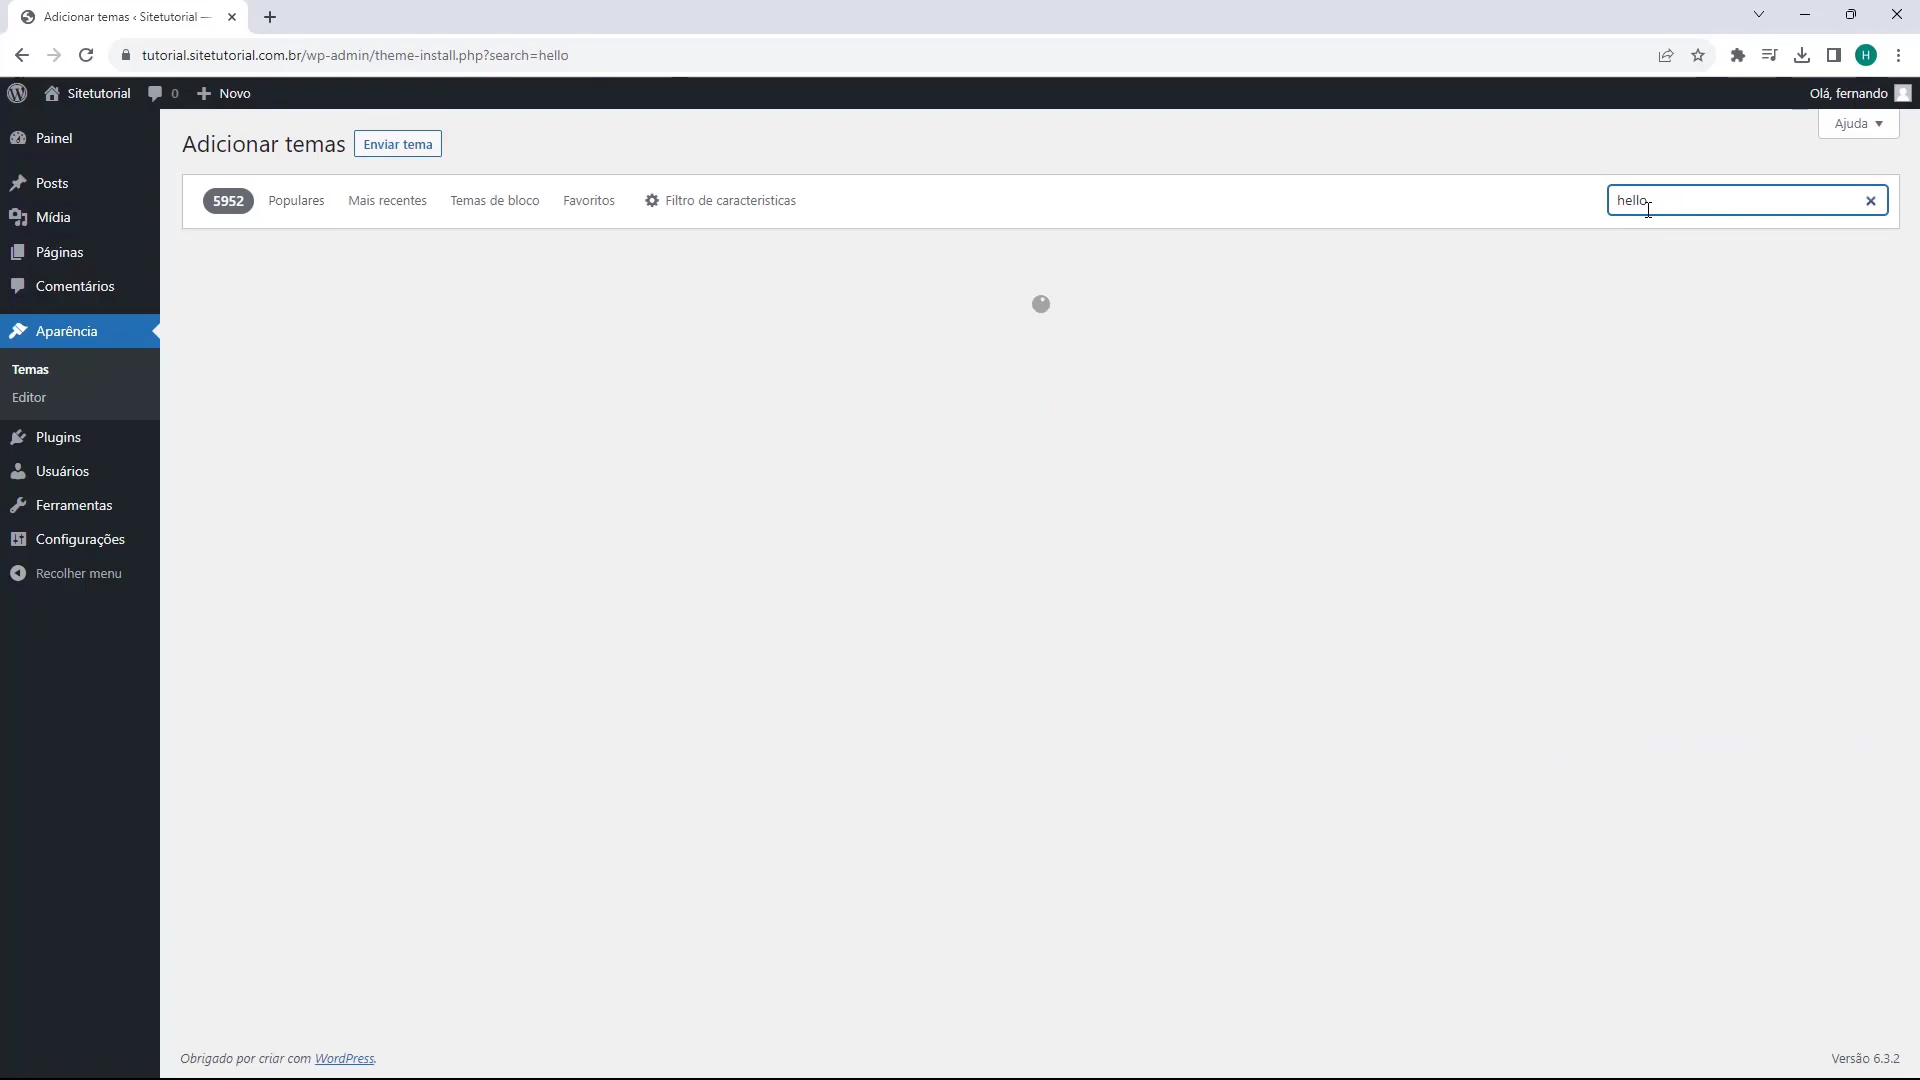 Adicionar temas ‹ Sitetutorial —
tutorial.sitetutorial.com.br/wp-admin/theme-install.php?search=hello
H
Sitetutorial
0
Novo
Olá, fernando
Ajuda
Painel
Posts
Mídia
Páginas
Comentários
Aparência
Temas
Editor
Plugins
Usuários
Ferramentas
Configurações
Recolher menu
Adicionar temas
Enviar tema
5952
Populares
Mais recentes
Temas de bloco
Favoritos
Filtro de caracteristicas
hello
Obrigado por criar com WordPress.
Versão 6.3.2